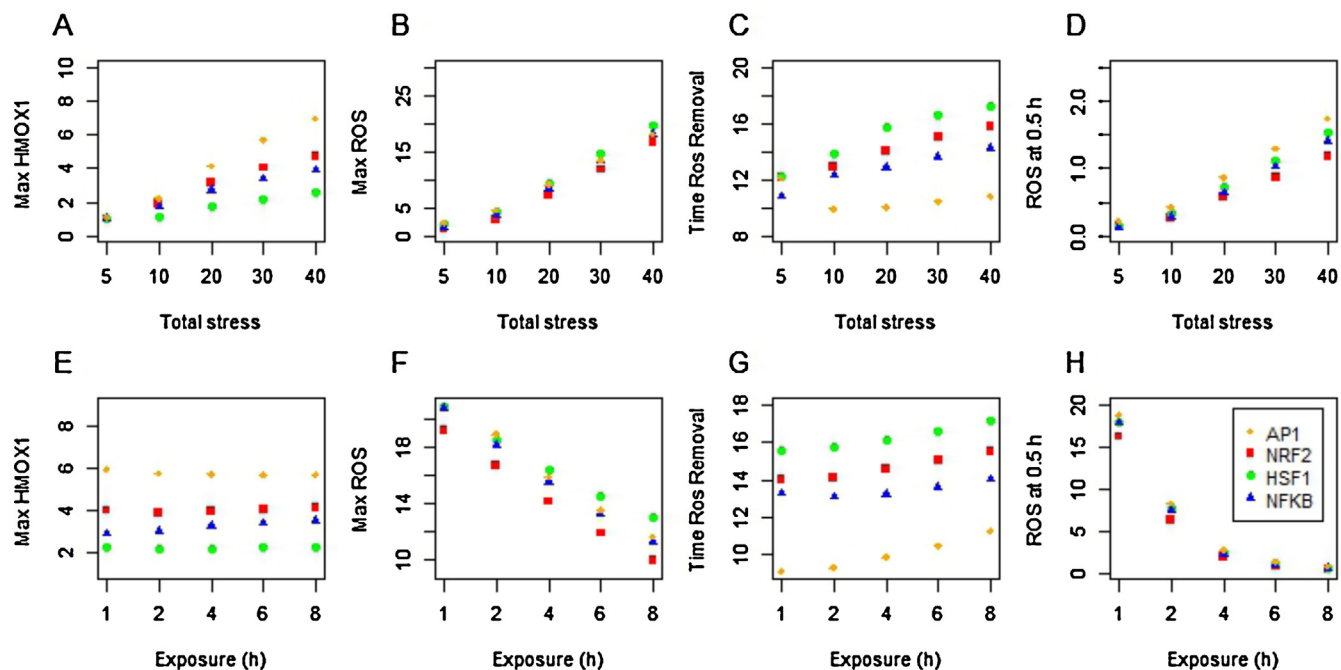 A
B
C
D
Max HMOX1
10
8
6
4
2
0
5 10 20 30 40
Total stress
Max ROS
25
15
5
0
5 10 20 30 40
Total stress
Time Ros Removal
20
16
12
8
5 10 20 30 40
Total stress
ROS at 0.5 h
2.0
1.0
0.0
5 10 20 30 40
Total stress
E
F
G
H
Max HMOX1
8
6
4
2
1 2 4 6 8
Exposure (h)
Max ROS
18
14
10
1 2 4 6 8
Exposure (h)
Time Ros Removal
18
16
14
12
10
1 2 4 6 8
Exposure (h)
ROS at 0.5 h
20
15
10
5
0
1 2 4 6 8
Exposure (h)
AP1
NRF2
HSF1
NFKB